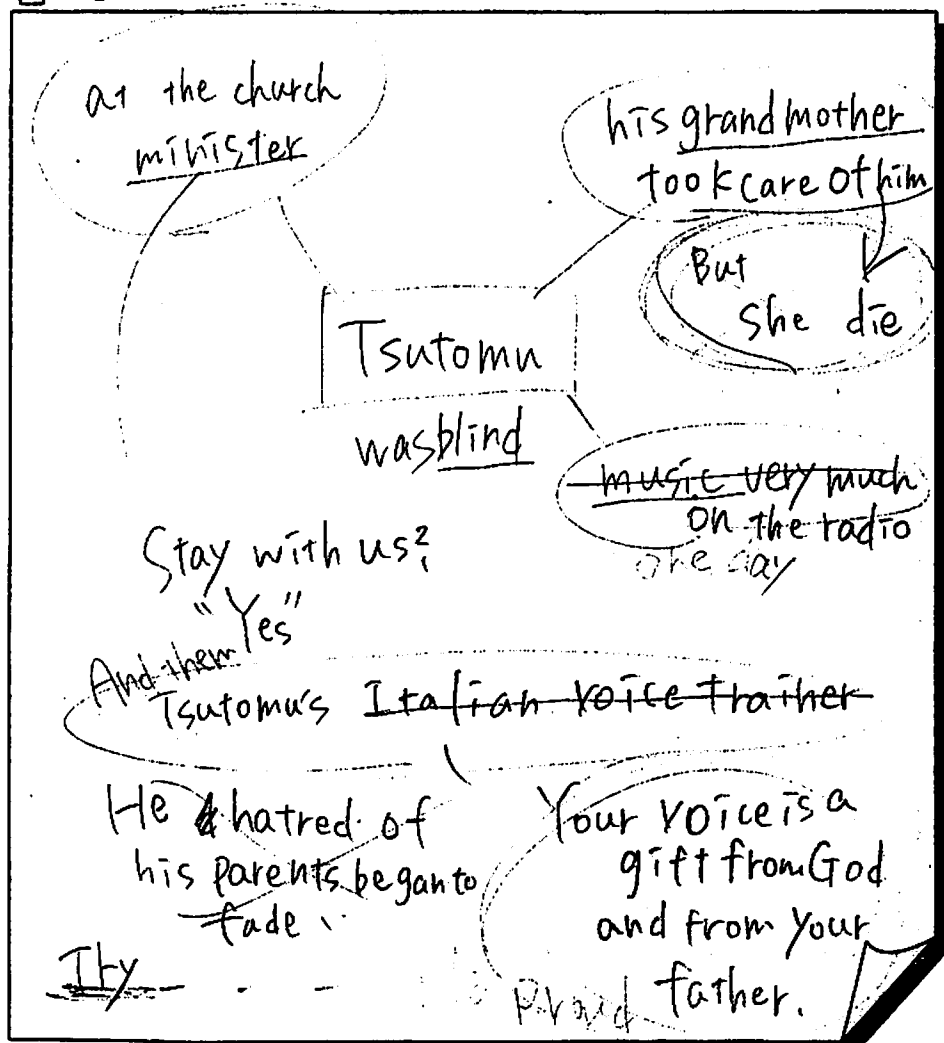 at the church
minister
his grandmother
took care of him
But
she die
Tsutomu
was blind
music very much
on the radio
one day
Stay with us?
"Yes"
And them
Tsutomu's Italian voice trainer
He hatred of
his parents began to
fade
Your voice is a
gift from God
and from your
father.
Try
Proud